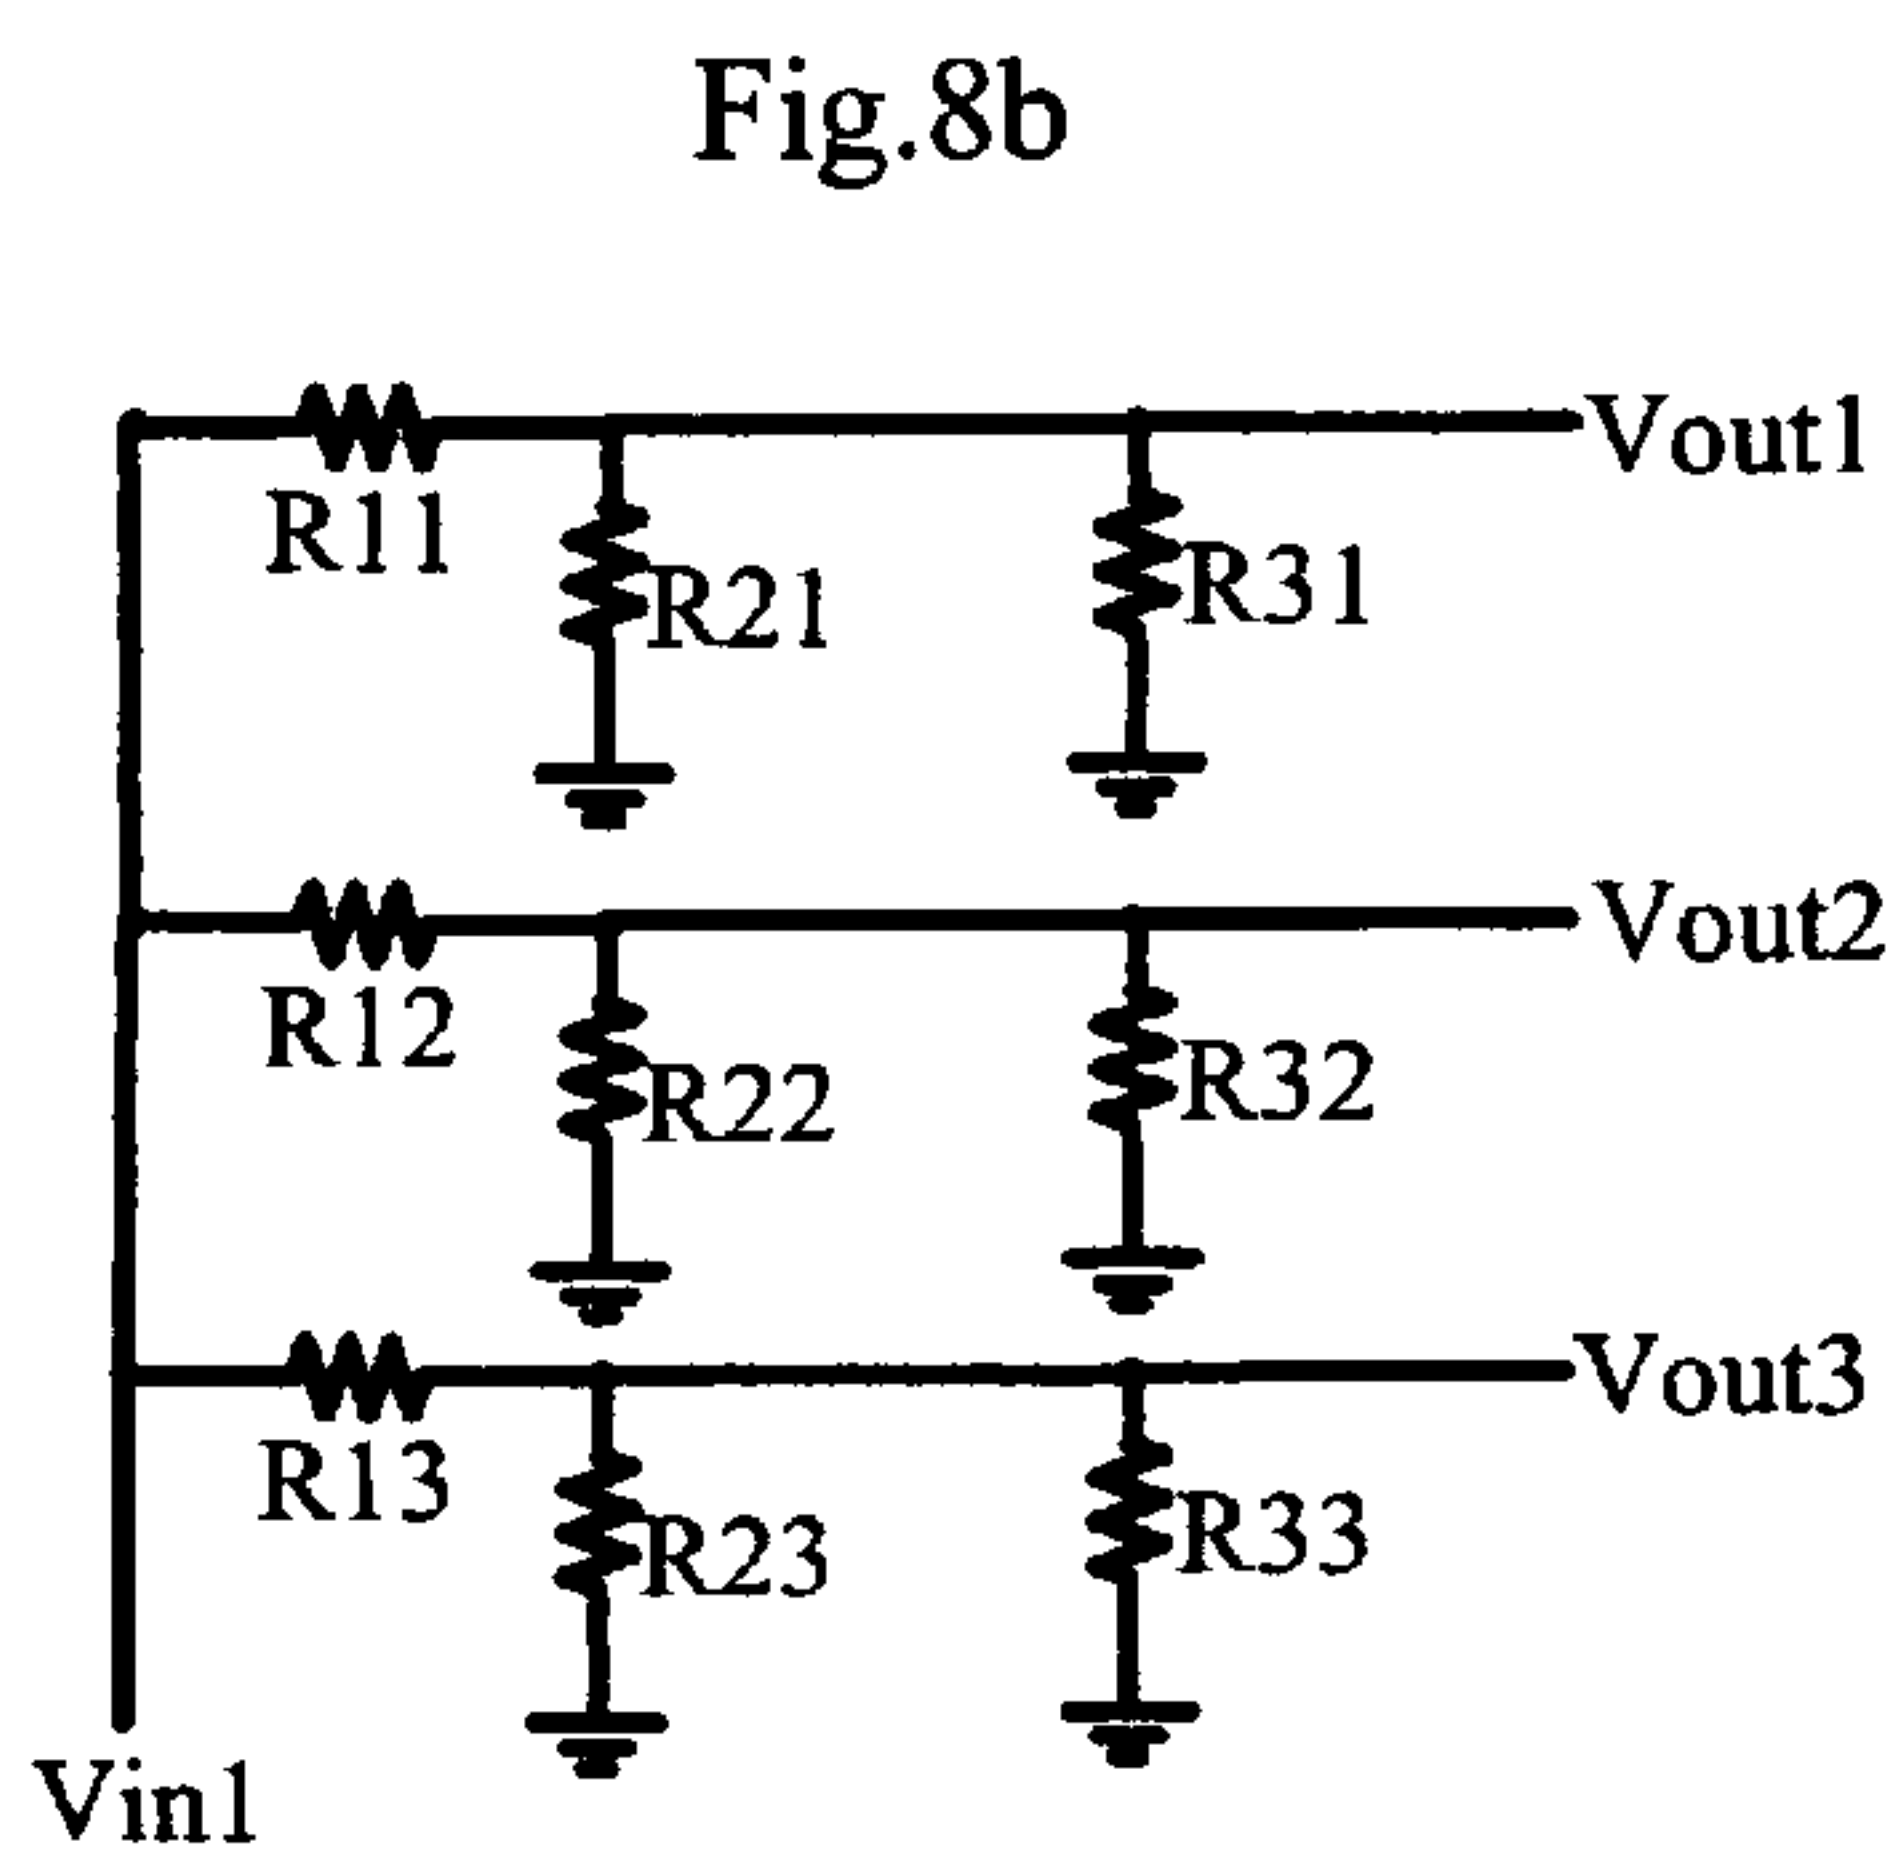 Fig.8b
Vout1
R11
R21
R31
Vout2
R12
R22
R32
Vout3
R13
R23
R33
Vin1